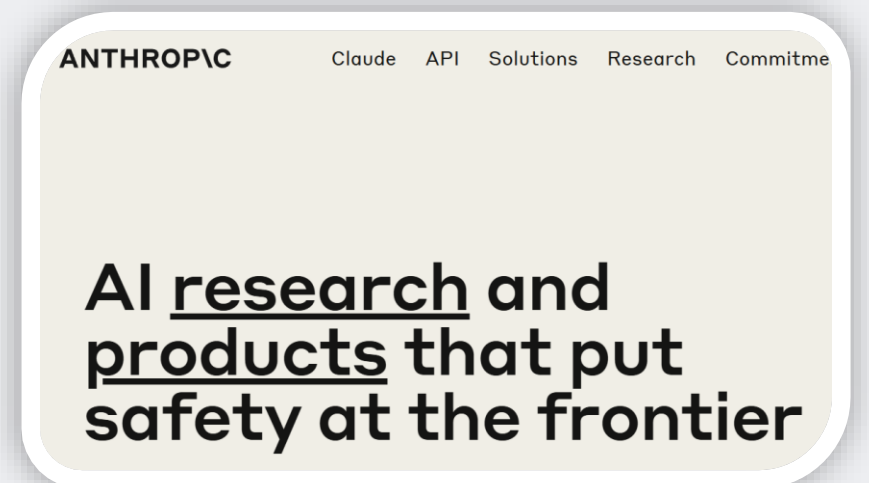 ANTHROP\C
Claude API Solutions Research Commitme
AI research and
products that put
safety at the frontier